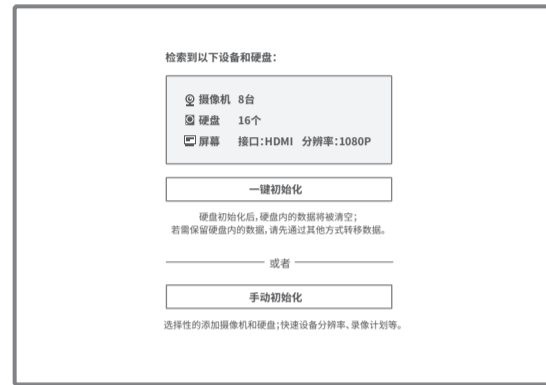 检索到以下设备和硬盘：
摄像机 8台
硬盘 16个
屏幕 接口：HDMI 分辨率：1080P
一键初始化
硬盘初始化后，硬盘内的数据将被清空；
若需保留硬盘内的数据，请先通过其他方式转移数据。
或者
手动初始化
选择性的添加摄像机和硬盘；快速设备分辨率、录像计划等。